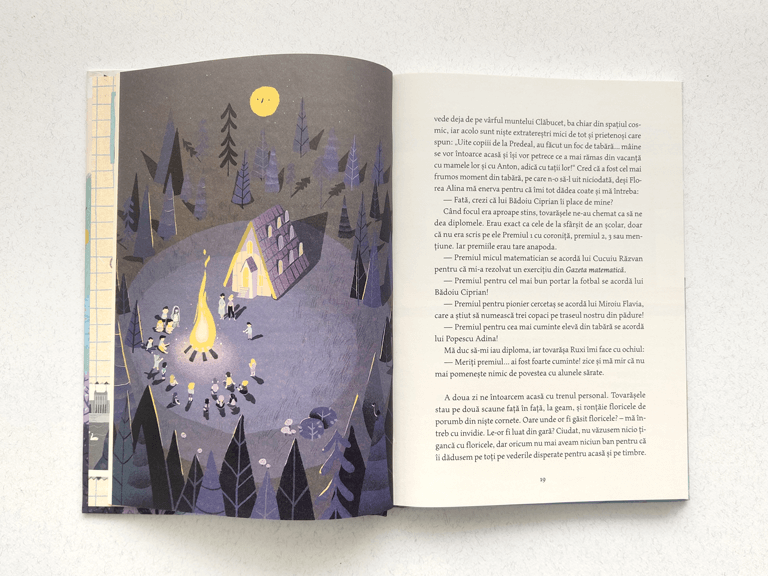 vede deja de pe vârful muntelui Clăbucet, ba chiar din spațiul cos-
mic, iar acolo sunt niște extratereștri mici de tot și prietenoși care
spun: „Uite copiii de la Predeal, au făcut un foc de tabără... mâine
se vor întoarce acasă și își vor petrece ce a mai rămas din vacanță
cu mamele lor și cu Anton, adică cu tații lor!” Cred că a fost cel mai
frumos moment din tabără, pe care n-o să-l uit niciodată, deși Flo-
rea Alina mă enerva pentru că îmi tot dădea coate și mă întreba:
— Fată, crezi că lui Bădoiu Ciprian îi place de mine?
Când focul era aproape stins, tovarășele ne-au chemat ca să ne
dea diplomele. Erau exact ca cele de la sfârșit de an școlar, doar
că nu era scris pe ele Premiul 1 cu coroniță, premiul 2, 3 sau men-
țiune. Iar premiile erau tare anapoda.
— Premiul micul matematician se acordă lui Cucuiu Răzvan
pentru că mi-a rezolvat un exercițiu din Gazeta matematică.
— Premiul pentru cel mai bun portar la fotbal se acordă lui
Bădoiu Ciprian!
— Premiul pentru pionier cercetaș se acordă lui Miroiu Flavia,
care a știut să numească trei copaci pe traseul nostru din pădure!
— Premiul pentru cea mai cuminte elevă din tabără se acordă
lui Popescu Adina!
Mă duc să-mi iau diploma, iar tovarășa Ruxi îmi face cu ochiul:
— Meriți premiul... ai fost foarte cuminte! zice și mă mir că nu
mai pomenește nimic de povestea cu alunele sărate.
A doua zi ne întoarcem acasă cu trenul personal. Tovarășele
stau pe două scaune față în față, la geam, și ronțăie floricele de
porumb din niște cornete. Oare unde or fi găsit floricele? – mă în-
treb cu invidie. Le-or fi luat din gară? Ciudat, nu văzusem nicio ți-
gancă cu floricele, dar oricum nu mai aveam niciun ban pentru că
îi dădusem pe toți pe vederile disperate pentru acasă și pe timbre.
19